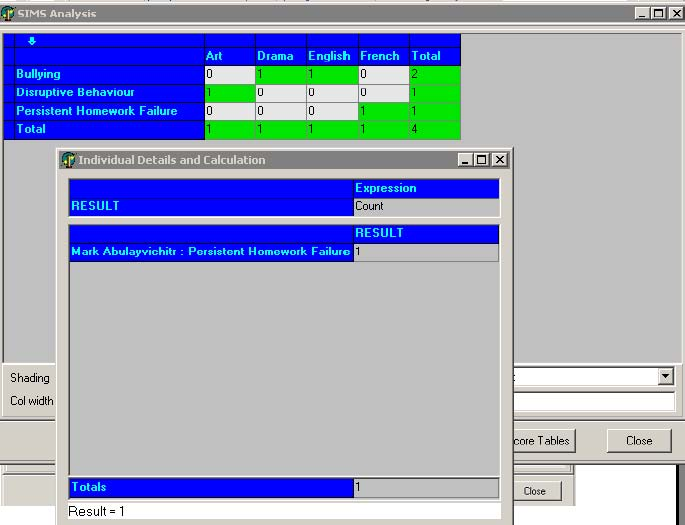 SIMS Analysis
Art Drama English French Total
Bullying 0 1 1 0 2
Disruptive Behaviour 1 0 0 0 1
Persistent Homework Failure 0 0 0 1 1
Total 1 1 1 1 4
Individual Details and Calculation
Expression
RESULT Count
RESULT
Mark Abulayvichitr : Persistent Homework Failure 1
Shading
Col width
core Tables Close
Totals 1
Close
Result = 1